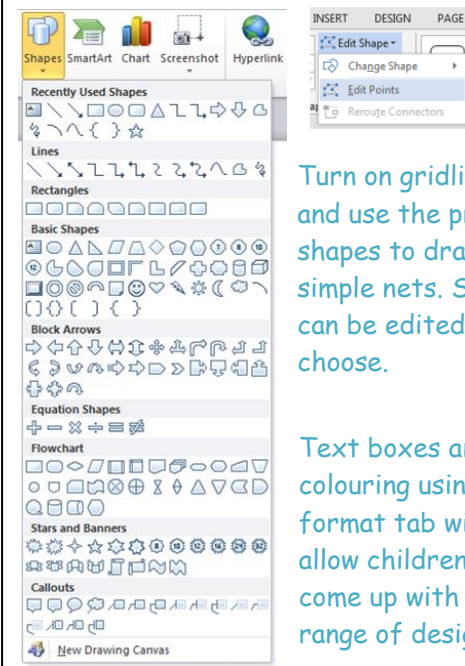 Shapes SmartArt Chart Screenshot Hyperlink
Recently Used Shapes
Lines
Rectangles
Basic Shapes
Block Arrows
Equation Shapes
Flowchart
Stars and Banners
Callouts
New Drawing Canvas
INSERT DESIGN PAGE
Edit Shape
Change Shape
Edit Points
Reroute Connectors
Turn on gridli
and use the pr
shapes to dra
simple nets. S
can be edited
choose.
Text boxes a
colouring usin
format tab w
allow children
come up with
range of desig